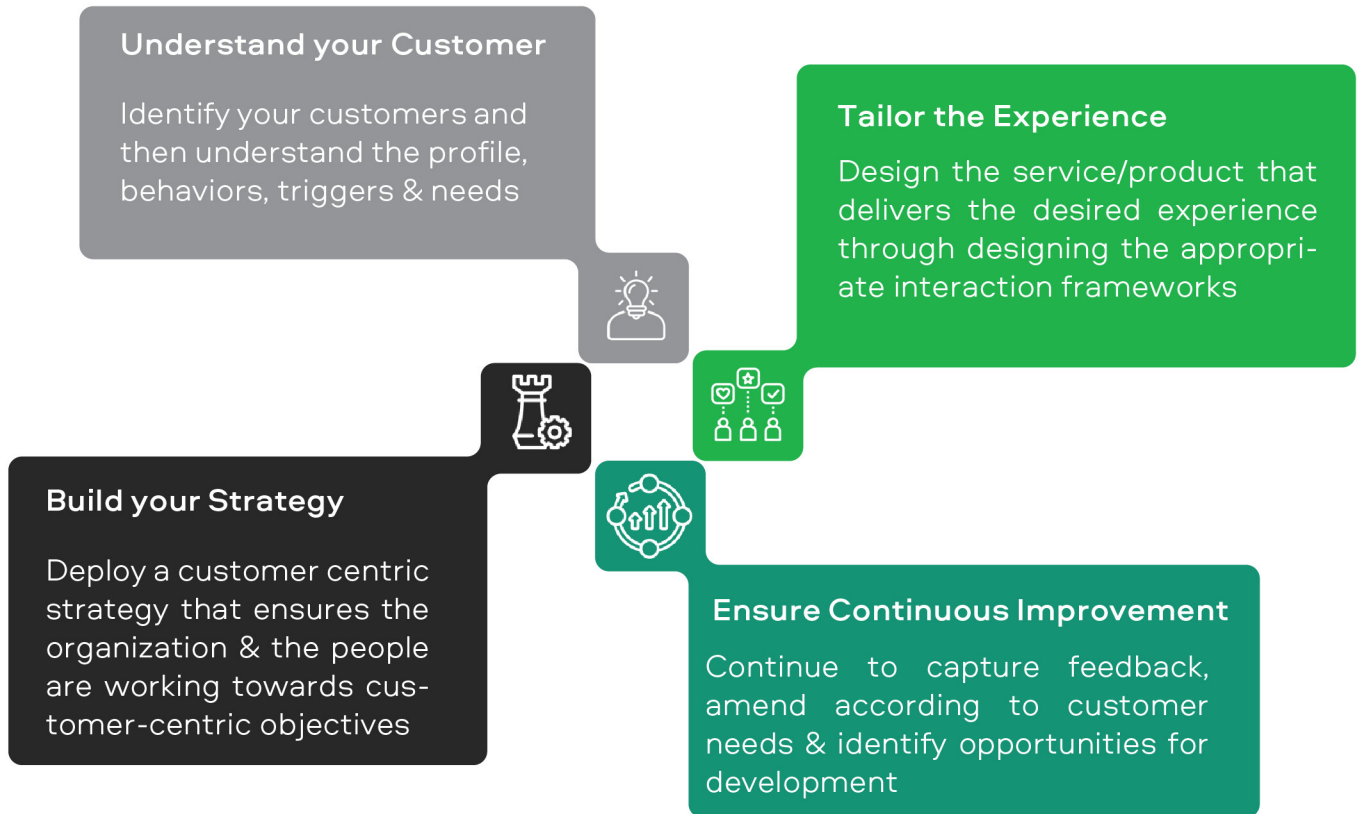 Understand your Customer
Identify your customers and
then understand the profile,
behaviors, triggers & needs
Tailor the Experience
Design the service/product that
delivers the desired experience
through designing the appropri-
ate interaction frameworks
Build your Strategy
Deploy a customer centric
strategy that ensures the
organization & the people
are working towards cus-
tomer-centric objectives
Ensure Continuous Improvement
Continue to capture feedback,
amend according to customer
needs & identify opportunities for
development